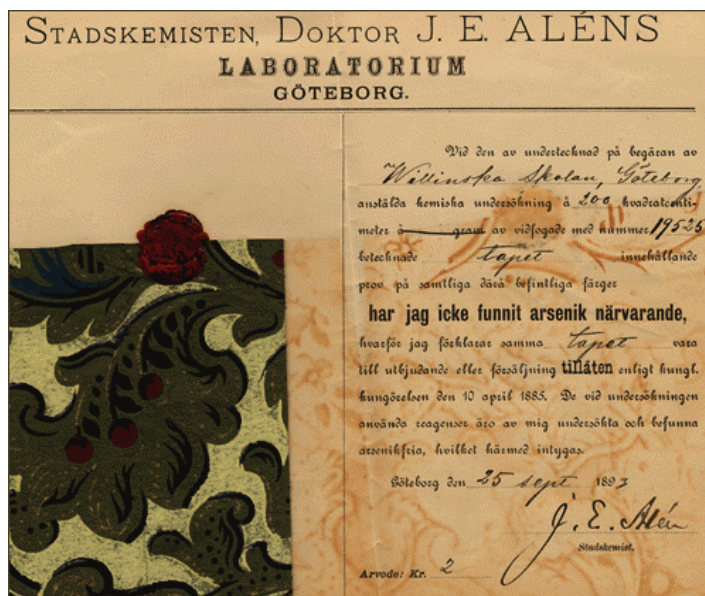 STADSKEMISTEN, DOKTOR J. E. ALÉNS
LABORATORIUM
GÖTEBORG.
Vid den av undertecknad på begäran av
Willinska Skolan, Göteborg
anstälda kemiska undersökning å 200 kvadratcenti-
meter å gram av vidfogade med nummer 19525
betecknade tapet innehållande
prov på samtliga därå befintliga färger
har jag icke funnit arsenik närvarande,
hvarför jag förklarar samma tapet vara
till utbjudande eller försäljning tillåten enligt kungl.
kungörelsen den 10 april 1885. De vid undersökningen
använda reagenser äro av mig undersökta och befunna
arsenikfria, hvilket härmed intygas.
Göteborg den 25 sept 1893
J. E. Alén
Stadskemist.
Arvode: Kr. 2